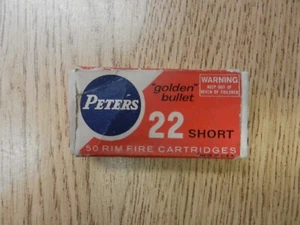 PETERS
"golden"
bullet
WARNING
KEEP OUT OF
REACH OF CHILDREN
22 SHORT
50 RIM FIRE CARTRIDGES